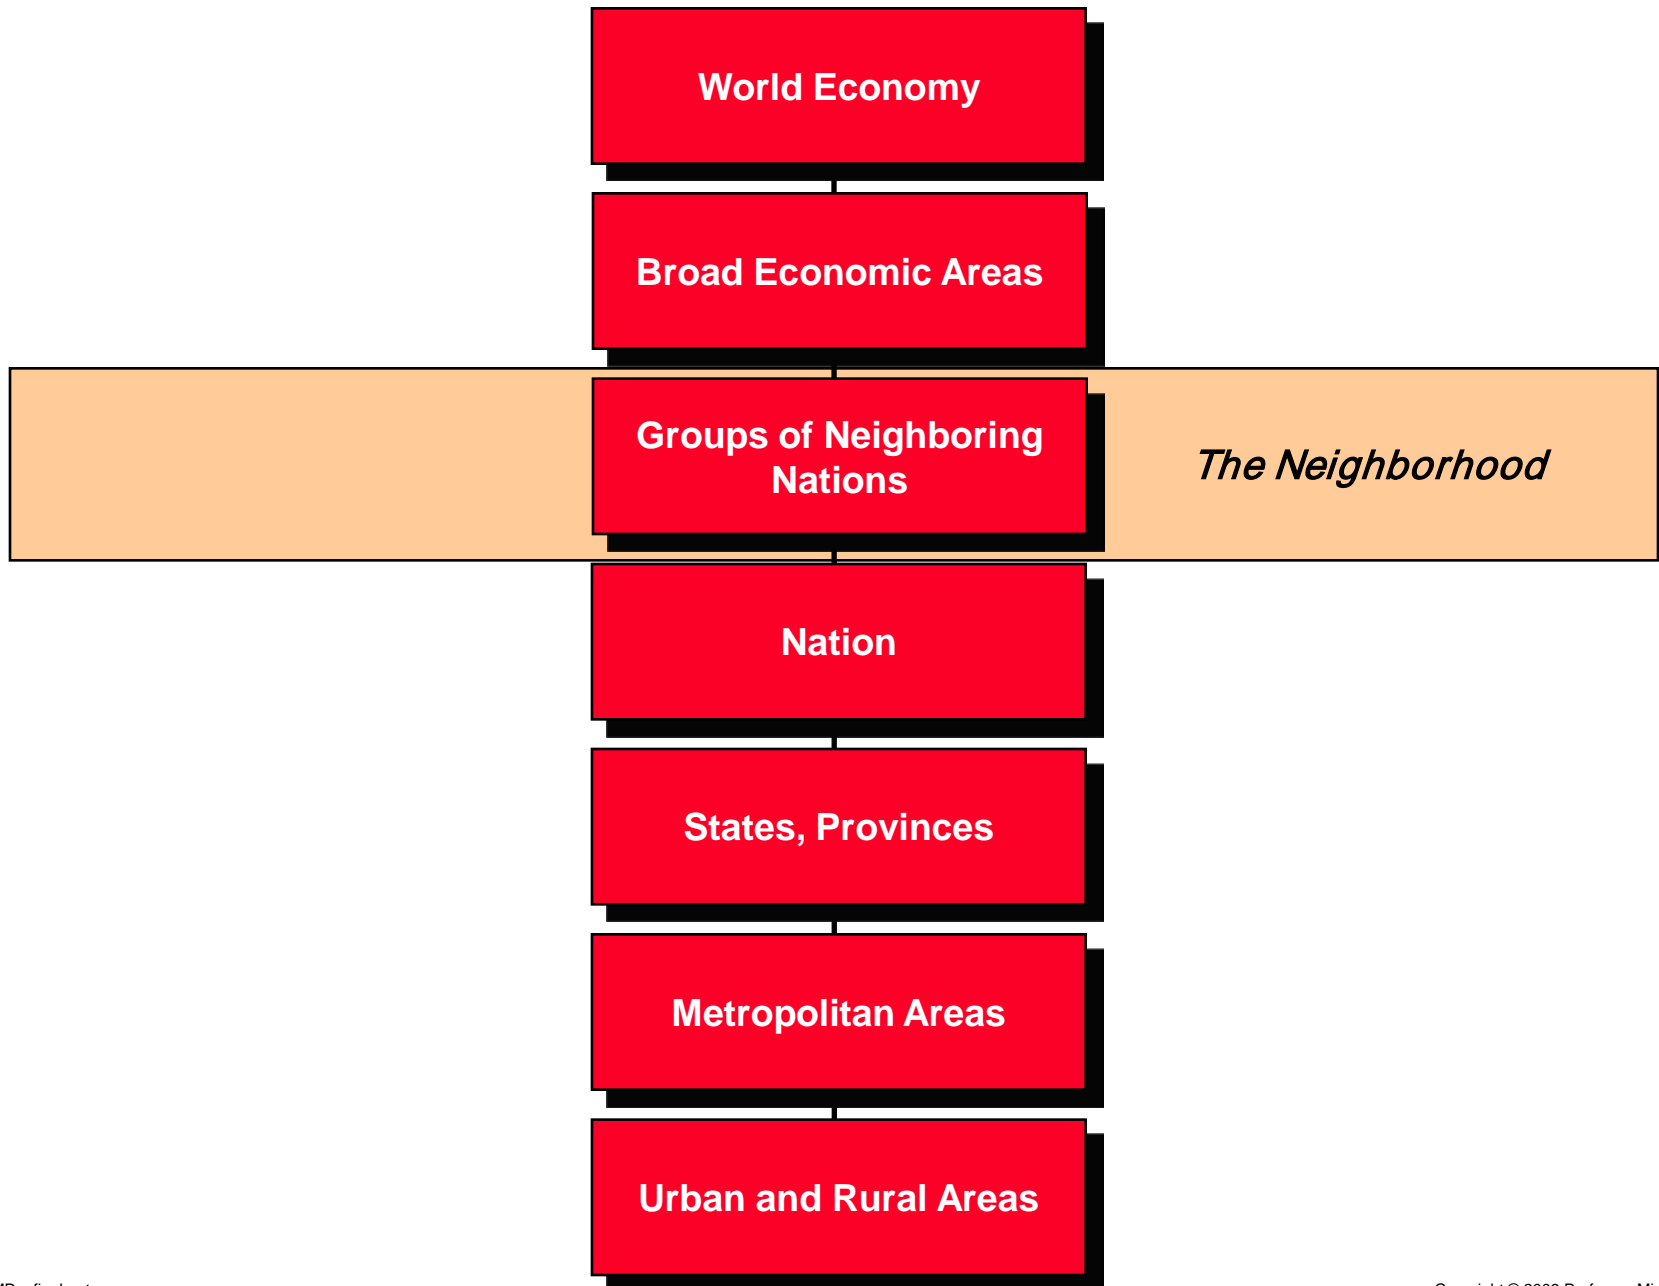 World Economy
Broad Economic Areas
Groups of Neighboring
Nations
The Neighborhood
Nation
States, Provinces
Metropolitan Areas
Urban and Rural Areas